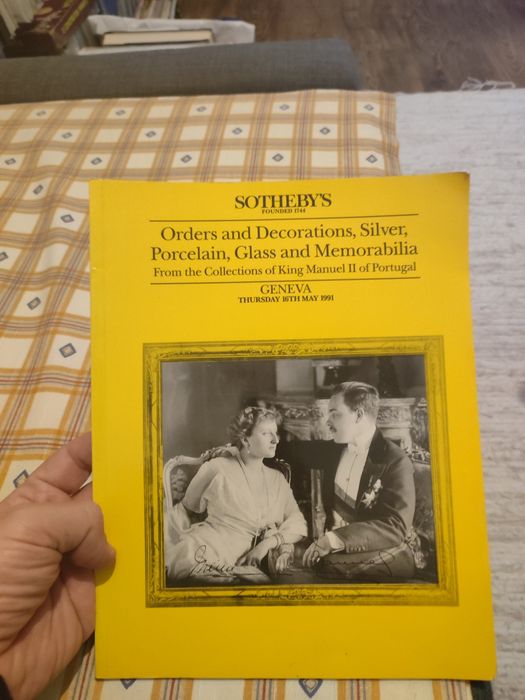 SOTHEBY'S
FOUNDED 1744
Orders and Decorations, Silver,
Porcelain, Glass and Memorabilia
From the Collections of King Manuel II of Portugal
GENEVA
THURSDAY 16TH MAY 1991